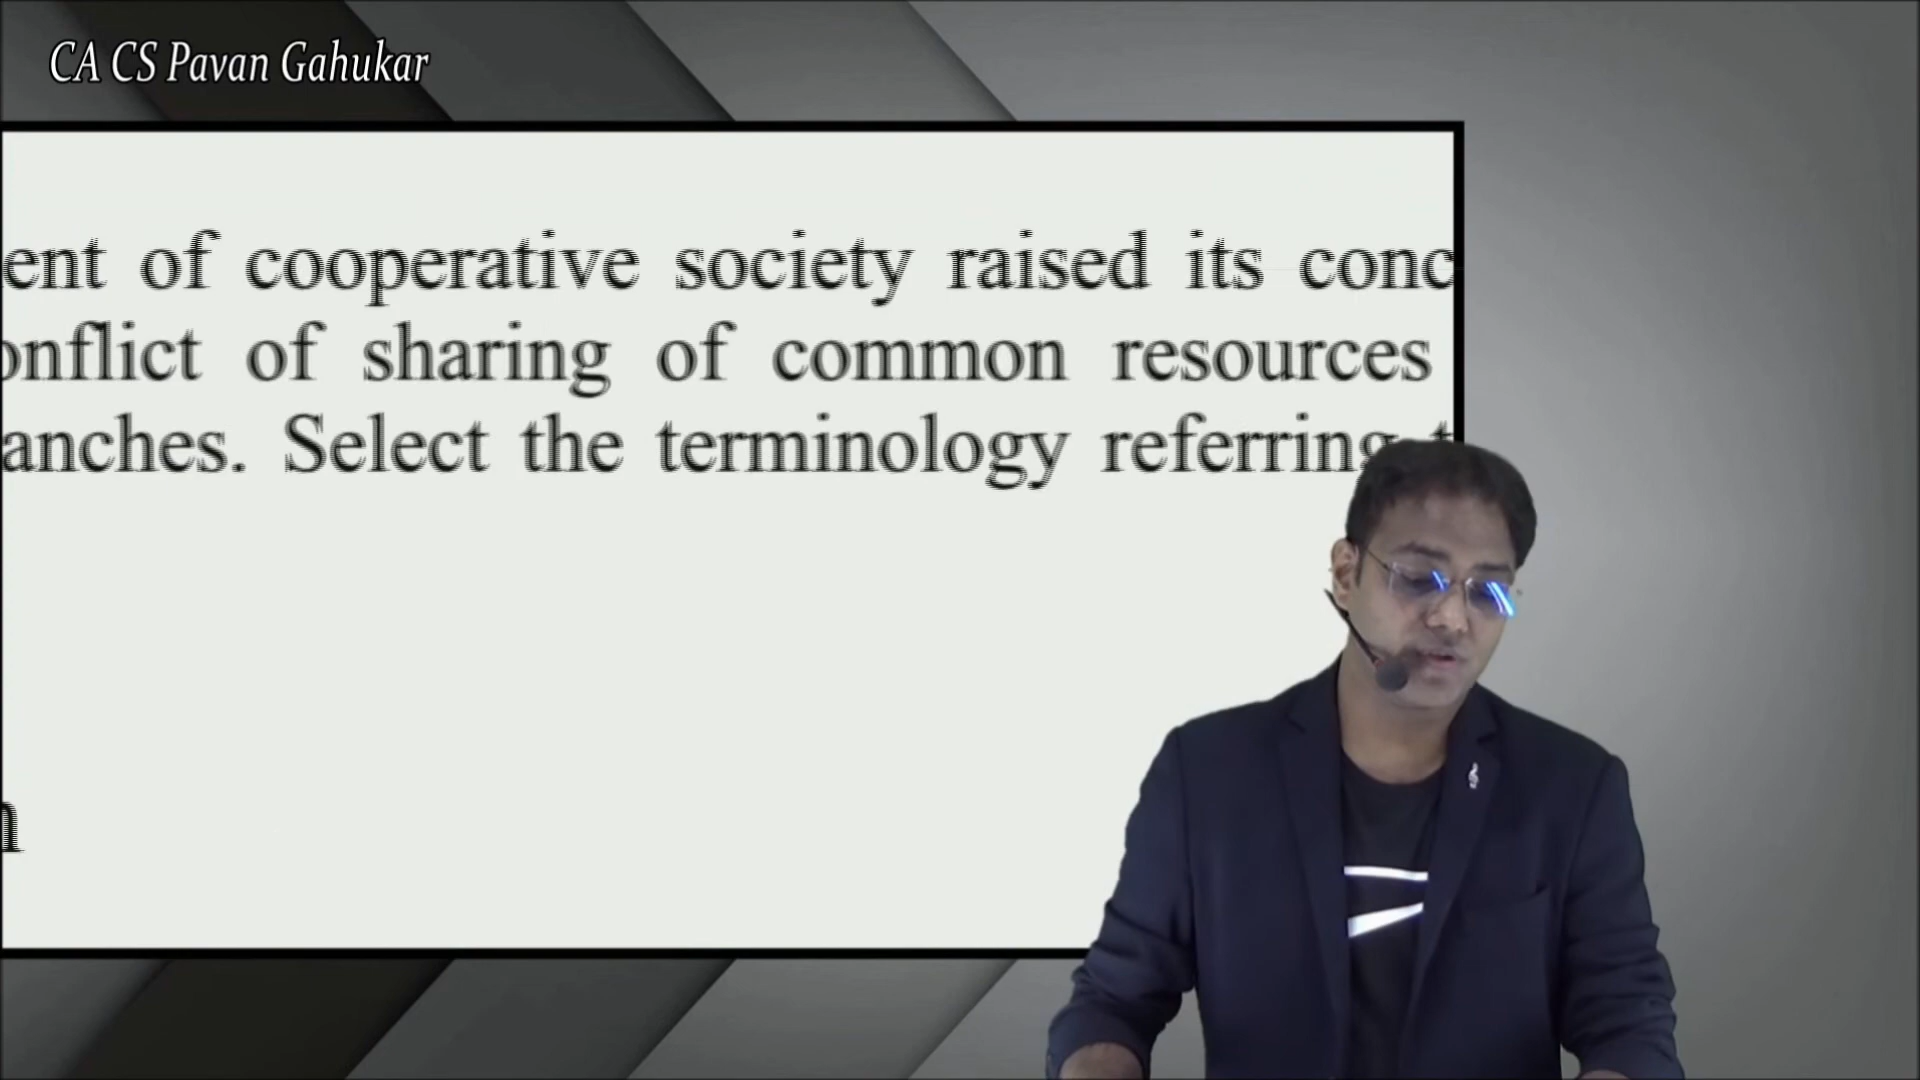 CA CS Pavan Gahukar
ent of cooperative society raised its conc
onflict of sharing of common resources
anches. Select the terminology referring t
n